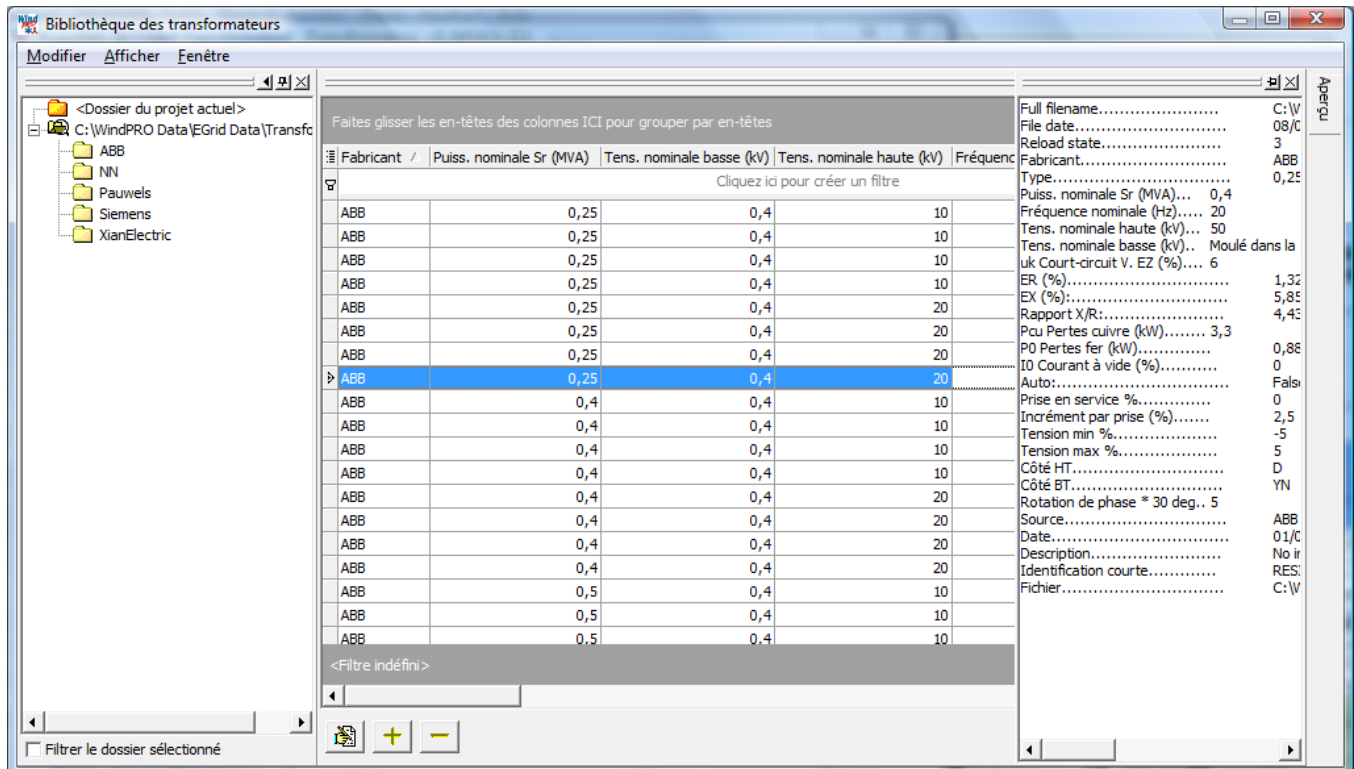 Bibliothèque des transformateurs
Modifier Afficher Fenêtre
<Dossier du projet actuel>
C:\WindPRO Data\EGrid Data\Transfo
ABB
NN
Pauwels
Siemens
XianElectric
Filtrer le dossier sélectionné
Faites glisser les en-têtes des colonnes ICI pour grouper par en-têtes
Fabricant Puiss. nominale Sr (MVA) Tens. nominale basse (kV) Tens. nominale haute (kV) Fréquenc
Cliquez ici pour créer un filtre
ABB 0,25 0,4 10
ABB 0,25 0,4 10
ABB 0,25 0,4 10
ABB 0,25 0,4 10
ABB 0,25 0,4 20
ABB 0,25 0,4 20
ABB 0,25 0,4 20
ABB 0,25 0,4 20
ABB 0,4 0,4 10
ABB 0,4 0,4 10
ABB 0,4 0,4 10
ABB 0,4 0,4 10
ABB 0,4 0,4 20
ABB 0,4 0,4 20
ABB 0,4 0,4 20
ABB 0,4 0,4 20
ABB 0,5 0,4 10
ABB 0,5 0,4 10
ABB 0,5 0,4 10
<Filtre indéfini>
Aperçu
Full filename........................ C:\W
File date.............................. 08/0
Reload state........................ 3
Fabricant............................. ABB
Type................................... 0,25
Puiss. nominale Sr (MVA)... 0,4
Fréquence nominale (Hz)..... 20
Tens. nominale haute (kV)... 50
Tens. nominale basse (kV).. Moulé dans la
uk Court-circuit V. EZ (%).... 6
ER (%)................................ 1,32
EX (%):............................... 5,85
Rapport X/R:........................ 4,43
Pcu Pertes cuivre (kW)........ 3,3
P0 Pertes fer (kW).............. 0,88
I0 Courant à vide (%)........... 0
Auto:.................................. Fals
Prise en service %.............. 0
Incrément par prise (%)....... 2,5
Tension min %..................... -5
Tension max %.................... 5
Côté HT.............................. D
Côté BT.............................. YN
Rotation de phase * 30 deg.. 5
Source................................ ABB
Date................................... 01/0
Description.......................... No i
Identification courte............. RES
Fichier................................ C:\W